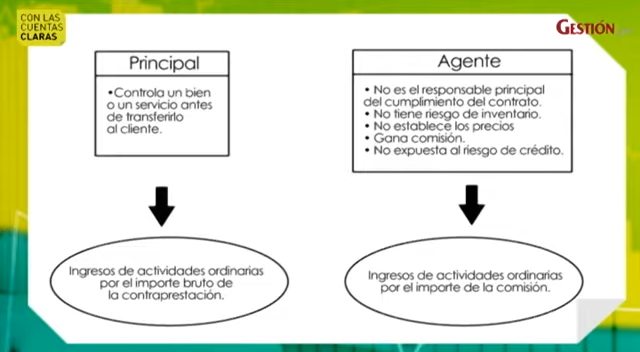 CON LAS
CUENTAS
CLARAS
GESTIÓN
Principal
•Controla un bien
o un servicio antes
de transferirlo
al cliente.
Agente
• No es el responsable principal
del cumplimiento del contrato.
• No tiene riesgo de inventario.
• No establece los precios
• Gana comisión.
• No expuesta al riesgo de crédito.
Ingresos de actividades ordinarias
por el importe bruto de
la contraprestación.
Ingresos de actividades ordinarias
por el importe de la comisión.